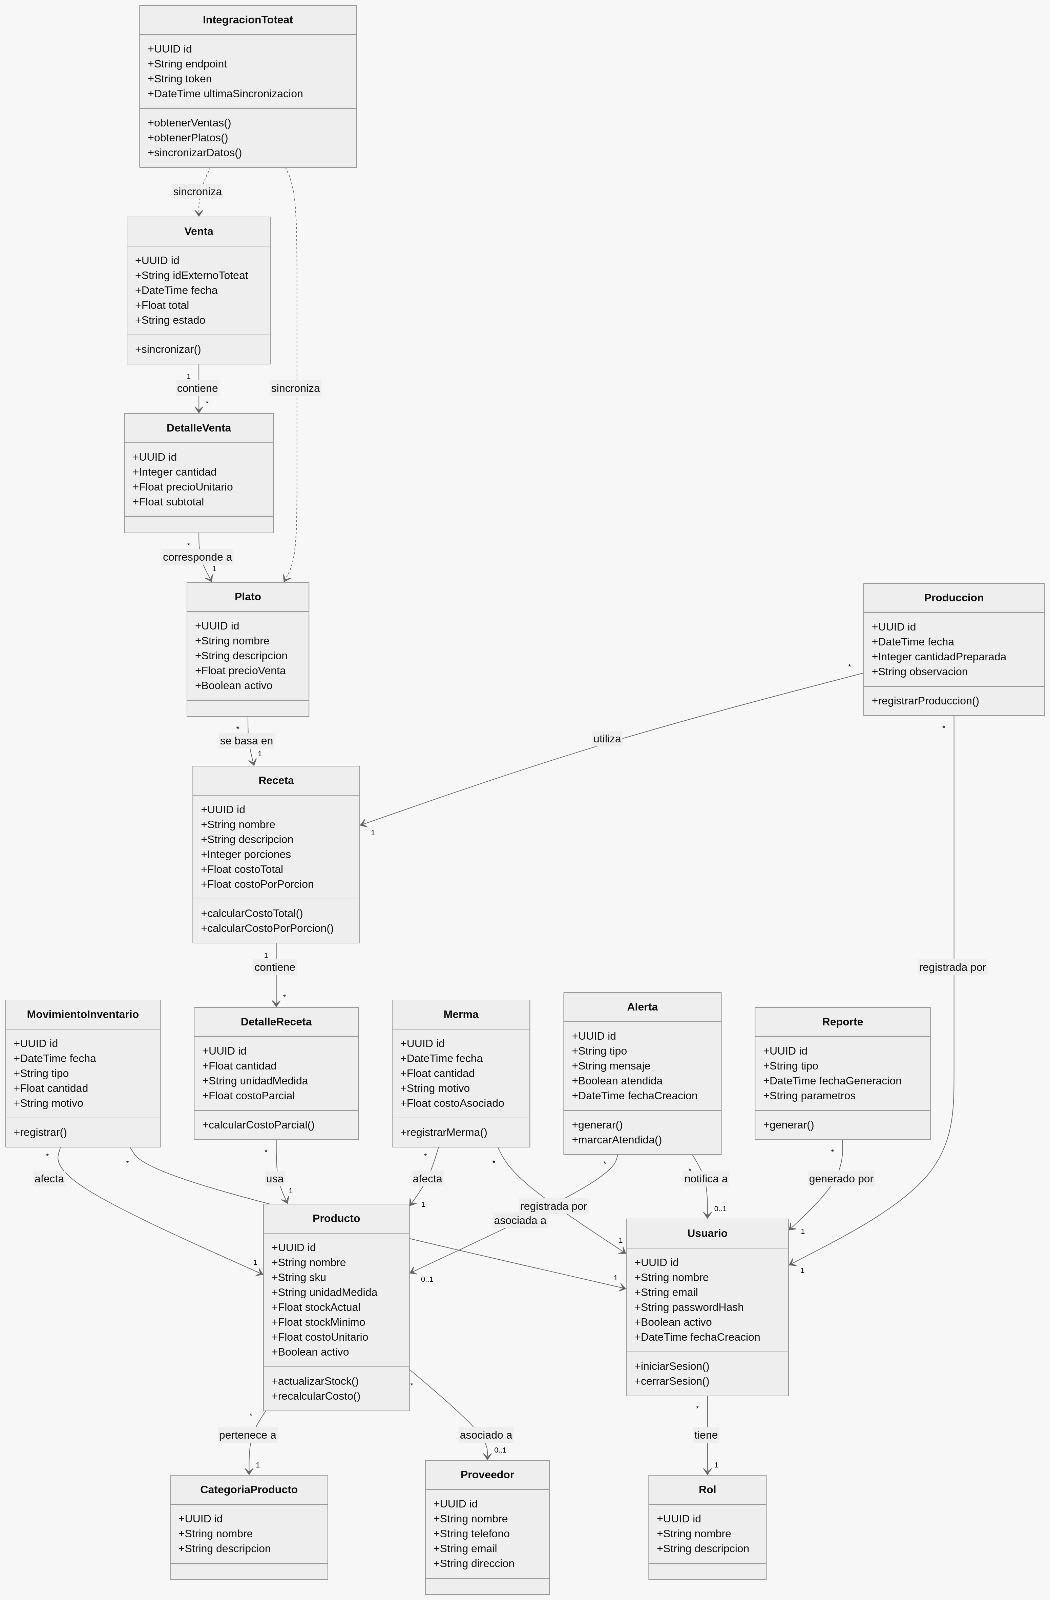 IntegracionToteat
+UUID id
+String endpoint
+String token
+DateTime ultimaSincronizacion
+obtenerVentas()
+obtenerPlatos()
+sincronizarDatos()
sincroniza
Venta
+UUID id
+String idExternoToteat
+DateTime fecha
+Float total
+String estado
+sincronizar()
1
contiene
*
sincroniza
DetalleVenta
+UUID id
+Integer cantidad
+Float precioUnitario
+Float subtotal
*
corresponde a
1
Plato
+UUID id
+String nombre
+String descripcion
+Float precioVenta
+Boolean activo
Produccion
+UUID id
+DateTime fecha
+Integer cantidadPreparada
+String observacion
+registrarProduccion()
*
*
*
se basa en
1
utiliza
1
Receta
+UUID id
+String nombre
+String descripcion
+Integer porciones
+Float costoTotal
+Float costoPorPorcion
+calcularCostoTotal()
+calcularCostoPorPorcion()
1
contiene
*
registrada por
MovimientoInventario
+UUID id
+DateTime fecha
+String tipo
+Float cantidad
+String motivo
+registrar()
DetalleReceta
+UUID id
+Float cantidad
+String unidadMedida
+Float costoParcial
+calcularCostoParcial()
Merma
+UUID id
+DateTime fecha
+Float cantidad
+String motivo
+Float costoAsociado
+registrarMerma()
Alerta
+UUID id
+String tipo
+String mensaje
+Boolean atendida
+DateTime fechaCreacion
+generar()
+marcarAtendida()
Reporte
+UUID id
+String tipo
+DateTime fechaGeneracion
+String parametros
+generar()
*
*
*
*
*
*
*
*
afecta
usa
afecta
registrada por
asociada a
notifica a
generado por
1
1
1
0..1
1
1
1
0..1
1
1
Producto
+UUID id
+String nombre
+String sku
+String unidadMedida
+Float stockActual
+Float stockMinimo
+Float costoUnitario
+Boolean activo
+actualizarStock()
+recalcularCosto()
Usuario
+UUID id
+String nombre
+String email
+String passwordHash
+Boolean activo
+DateTime fechaCreacion
+iniciarSesion()
+cerrarSesion()
*
pertenece a
1
*
asociado a
0..1
*
tiene
1
CategoriaProducto
+UUID id
+String nombre
+String descripcion
Proveedor
+UUID id
+String nombre
+String telefono
+String email
+String direccion
Rol
+UUID id
+String nombre
+String descripcion